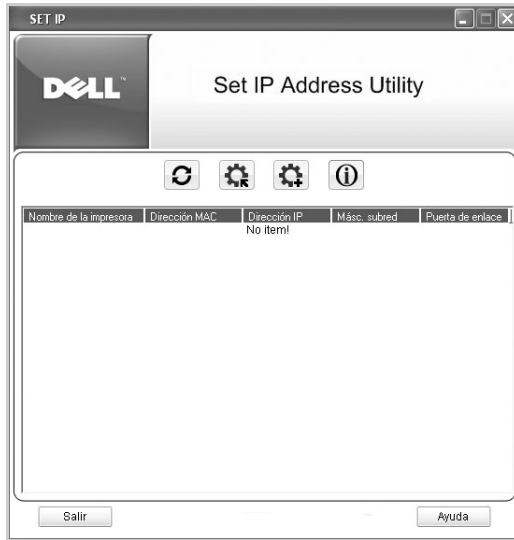 SET IP
DELL™
Set IP Address Utility
Nombre de la impresora Dirección MAC Dirección IP Másc. subred Puerta de enlace
No item!
Salir Ayuda